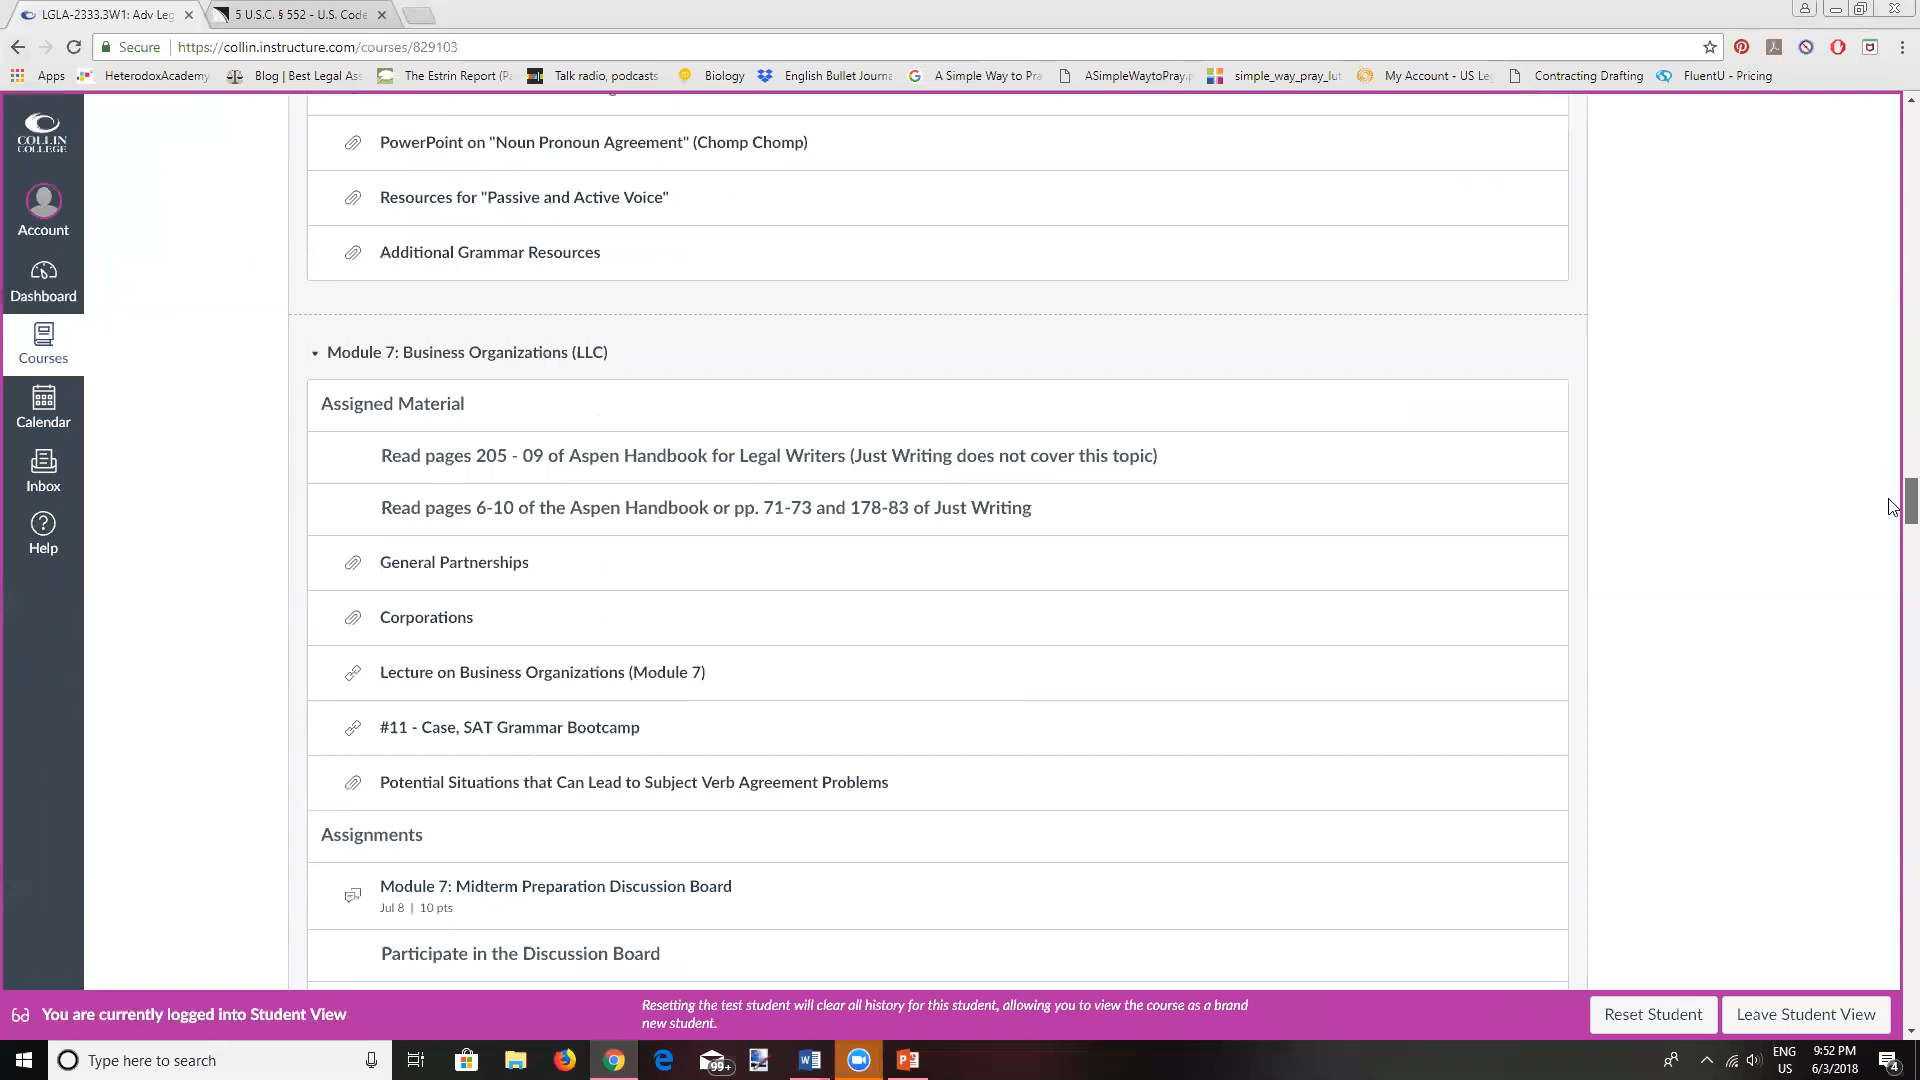 LGLA-2333.3W1: Adv Leg
5 U.S.C. § 552 - U.S. Code
Secure
https://collin.instructure.com/courses/829103
Apps
HeterodoxAcademy
Blog | Best Legal Ass
The Estrin Report (Pa
Talk radio, podcasts
Biology
English Bullet Journa
A Simple Way to Pra
ASimpleWaytoPray.p
simple_way_pray_lut
My Account - US Leg
Contracting Drafting
FluentU - Pricing
COLLIN
COLLEGE
Account
Dashboard
Courses
Calendar
Inbox
Help
PowerPoint on "Noun Pronoun Agreement" (Chomp Chomp)
Resources for "Passive and Active Voice"
Additional Grammar Resources
Module 7: Business Organizations (LLC)
Assigned Material
Read pages 205 - 09 of Aspen Handbook for Legal Writers (Just Writing does not cover this topic)
Read pages 6-10 of the Aspen Handbook or pp. 71-73 and 178-83 of Just Writing
General Partnerships
Corporations
Lecture on Business Organizations (Module 7)
#11 - Case, SAT Grammar Bootcamp
Potential Situations that Can Lead to Subject Verb Agreement Problems
Assignments
Module 7: Midterm Preparation Discussion Board
Jul 8 | 10 pts
Participate in the Discussion Board
You are currently logged into Student View
Resetting the test student will clear all history for this student, allowing you to view the course as a brand
new student.
Reset Student
Leave Student View
Type here to search
99+
ENG
US
9:52 PM
6/3/2018
4